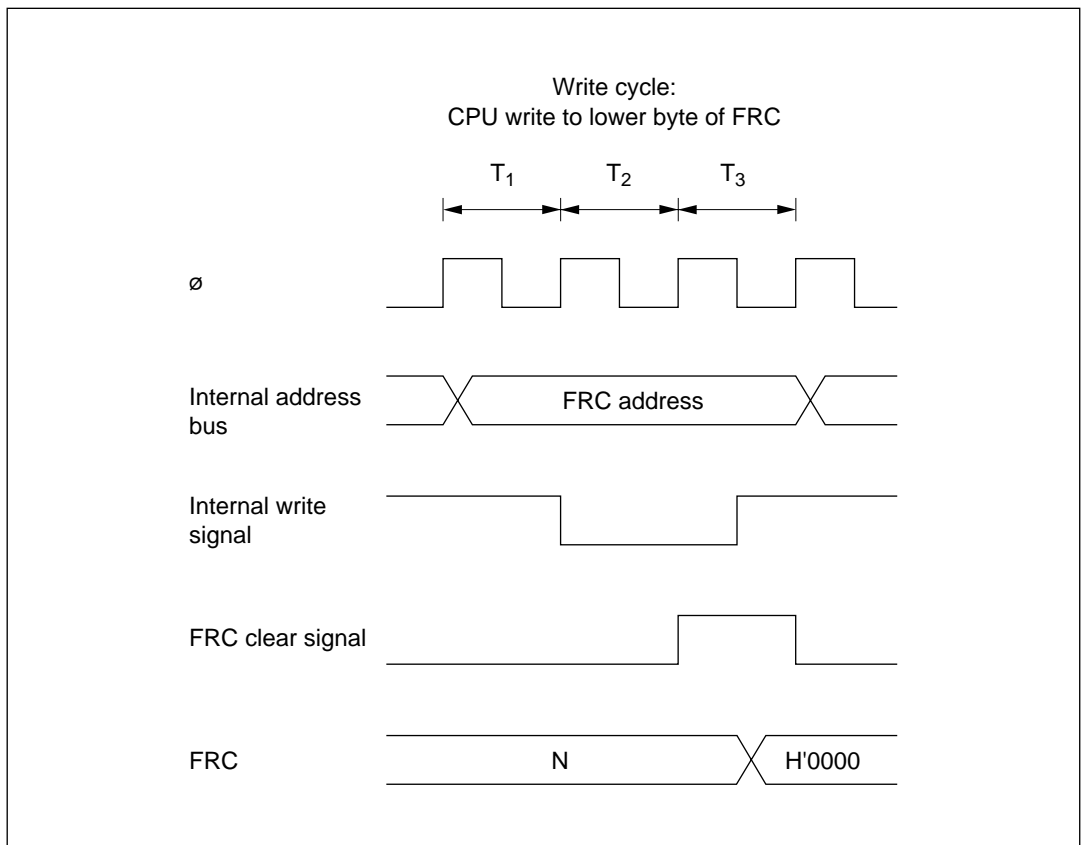 Write cycle:
CPU write to lower byte of FRC
T1 T2 T3
ø
Internal address
bus
FRC address
Internal write
signal
FRC clear signal
FRC
N
H'0000